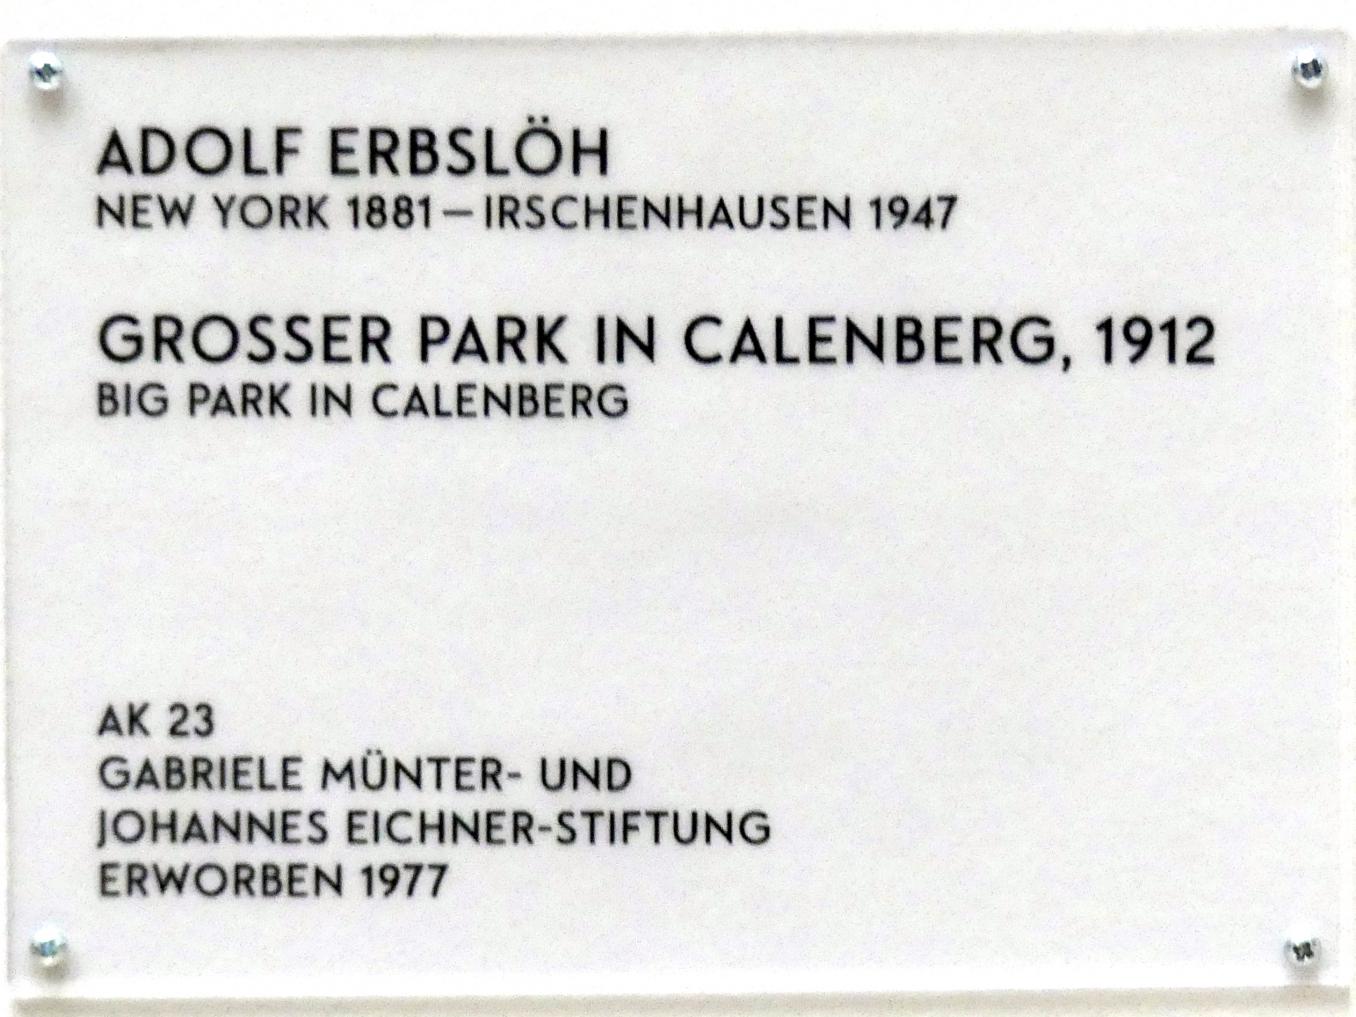 ADOLF ERBSLÖH
NEW YORK 1881 – IRSCHENHAUSEN 1947
GROSSER PARK IN CALENBERG, 1912
BIG PARK IN CALENBERG
AK 23
GABRIELE MÜNTER- UND
JOHANNES EICHNER-STIFTUNG
ERWORBEN 1977